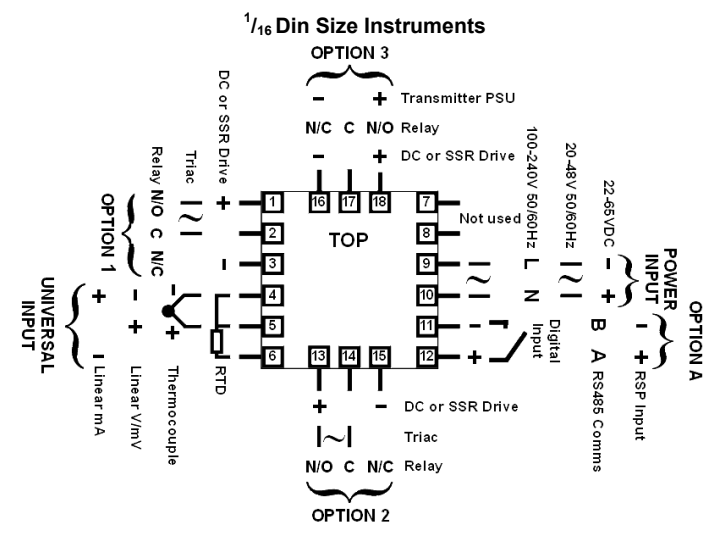 1/16 Din Size Instruments
OPTION 3
- + Transmitter PSU
N/C C N/O Relay
- + DC or SSR Drive
DC or SSR Drive
+
-
Triac
~
Relay N/O C N/C
OPTION 1
UNIVERSAL
INPUT
+ - Linear mA
- + Linear V/mV
- + Thermocouple
RTD
16 17 18
1
2
3
4
5
6
TOP
7
8
9
10
11
12
13 14 15
Not used
~
100-240V 50/60Hz
L
N
20-48V 50/60Hz
~
22-65VDC
- +
POWER
INPUT
- +
Digital
Input
B A RS485 Comms
- + RSP Input
OPTION A
+ - DC or SSR Drive
~ Triac
N/O C N/C Relay
OPTION 2